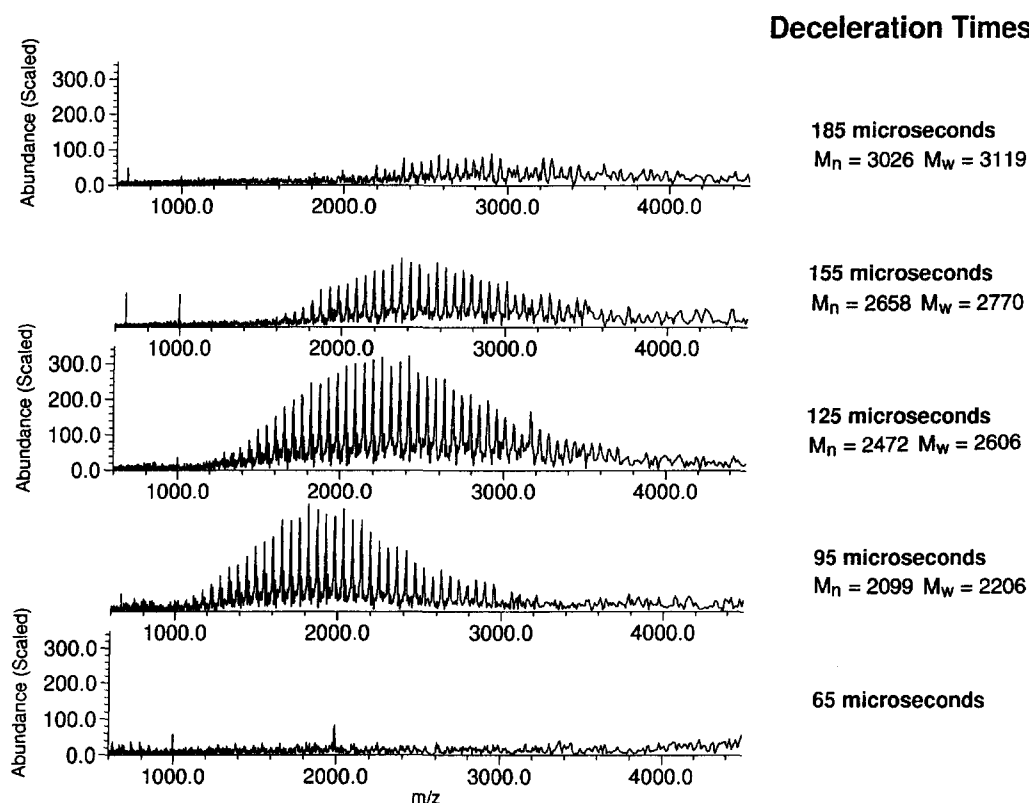 Deceleration Times
Abundance (Scaled)
300.0
200.0
100.0
0.0
1000.0 2000.0 3000.0 4000.0
185 microseconds
Mn = 3026 Mw = 3119
1000.0 2000.0 3000.0 4000.0
155 microseconds
Mn = 2658 Mw = 2770
Abundance (Scaled)
300.0
200.0
100.0
0.0
1000.0 2000.0 3000.0 4000.0
125 microseconds
Mn = 2472 Mw = 2606
1000.0 2000.0 3000.0 4000.0
95 microseconds
Mn = 2099 Mw = 2206
Abundance (Scaled)
300.0
200.0
100.0
0.0
1000.0 2000.0 3000.0 4000.0
m/z
65 microseconds